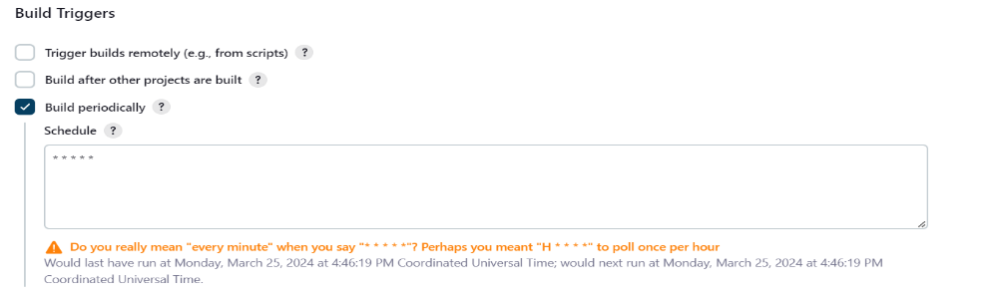 Build Triggers
Trigger builds remotely (e.g., from scripts) ?
Build after other projects are built ?
Build periodically ?
Schedule ?
* * * * *
Do you really mean "every minute" when you say "* * * * *"? Perhaps you meant "H * * * *" to poll once per hour
Would last have run at Monday, March 25, 2024 at 4:46:19 PM Coordinated Universal Time; would next run at Monday, March 25, 2024 at 4:46:19 PM
Coordinated Universal Time.